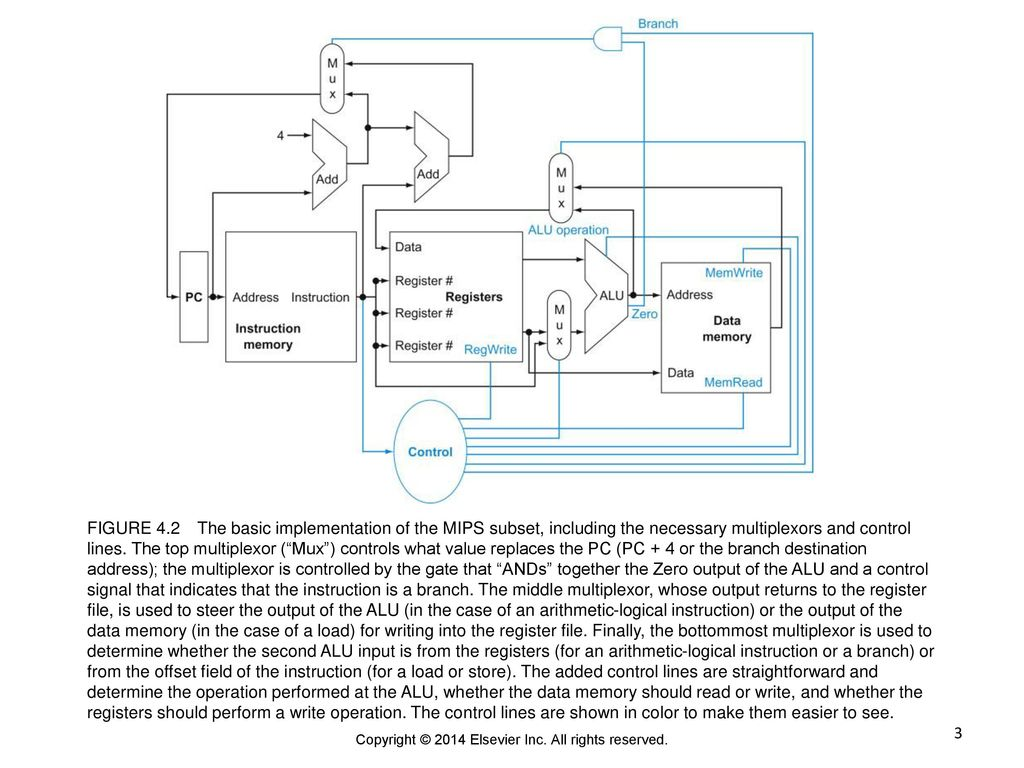 Branch
M
u
x
4
Add
Add
M
u
x
ALU operation
Data
Register #
Registers
Register #
Register #
RegWrite
PC
Address Instruction
Instruction
memory
M
u
x
ALU
Zero
MemWrite
Address
Data
memory
Data
MemRead
Control
FIGURE 4.2 The basic implementation of the MIPS subset, including the necessary multiplexors and control
lines. The top multiplexor (“Mux”) controls what value replaces the PC (PC + 4 or the branch destination
address); the multiplexor is controlled by the gate that “ANDs” together the Zero output of the ALU and a control
signal that indicates that the instruction is a branch. The middle multiplexor, whose output returns to the register
file, is used to steer the output of the ALU (in the case of an arithmetic-logical instruction) or the output of the
data memory (in the case of a load) for writing into the register file. Finally, the bottommost multiplexor is used to
determine whether the second ALU input is from the registers (for an arithmetic-logical instruction or a branch) or
from the offset field of the instruction (for a load or store). The added control lines are straightforward and
determine the operation performed at the ALU, whether the data memory should read or write, and whether the
registers should perform a write operation. The control lines are shown in color to make them easier to see.
Copyright © 2014 Elsevier Inc. All rights reserved.
3